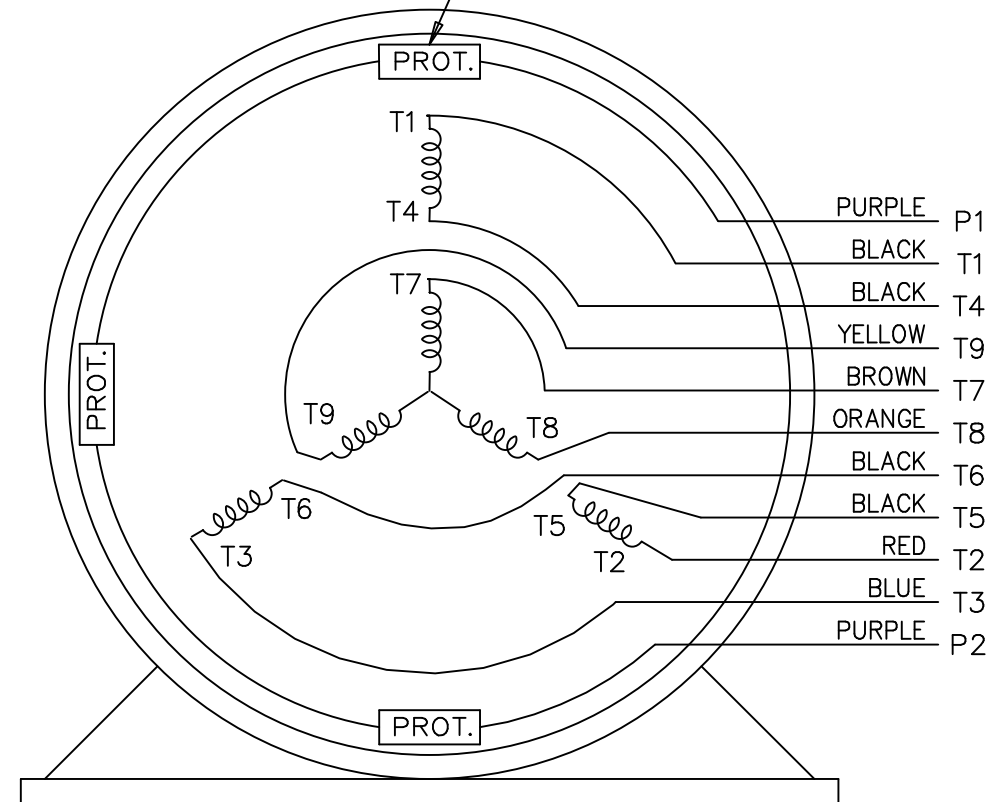 PROT.
T1
T4
PURPLE P1
BLACK T1
T7
BLACK T4
YELLOW T9
PROT.
BROWN T7
T9
T8
ORANGE T8
BLACK T6
T6
T5
BLACK T5
T3
T2
RED T2
BLUE T3
PURPLE P2
PROT.